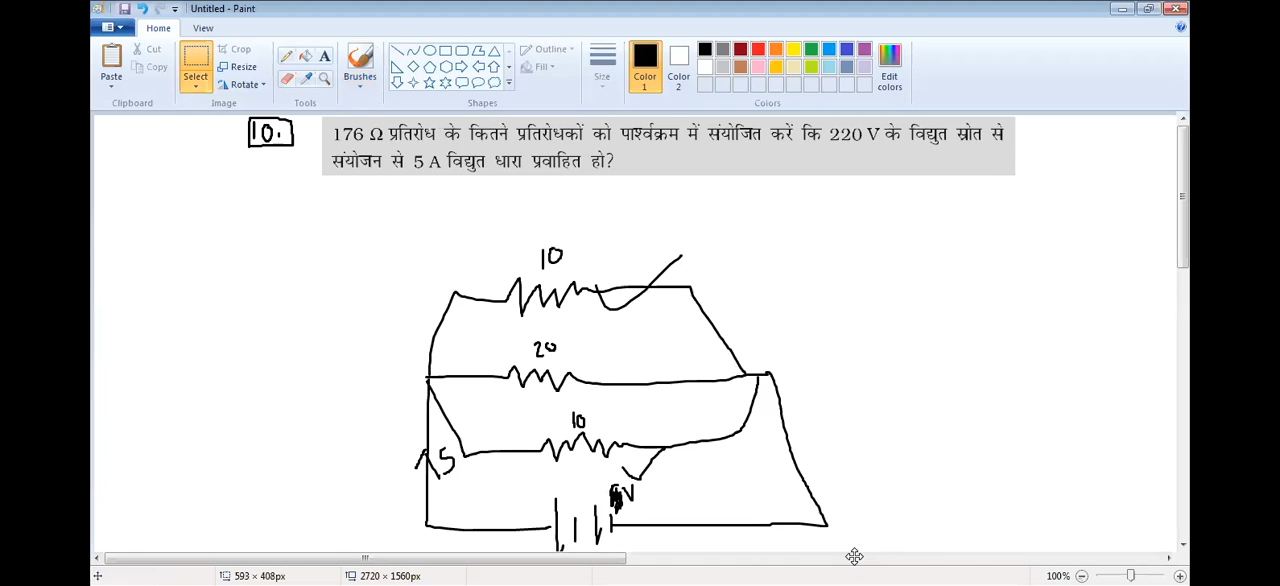 Untitled - Paint
Home View
Paste
Cut
Copy
Clipboard
Select
Crop
Resize
Rotate
Image
Tools
Brushes
Shapes
Outline
Fill
Size
Color 1
Color 2
Edit colors
Colors
10.
176 Ω प्रतिरोध के कितने प्रतिरोधकों को पार्श्वक्रम में संयोजित करें कि 220 V के विद्युत स्रोत से
संयोजन से 5 A विद्युत धारा प्रवाहित हो?
10
20
10
5
V
593 × 408px
2720 × 1560px
100%